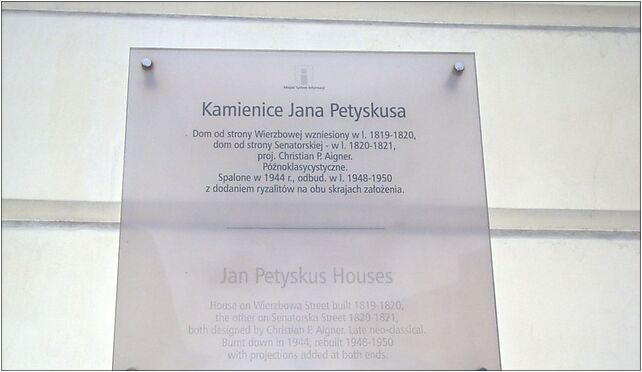 Miejski System Informacji
Kamienice Jana Petyskusa
Dom od strony Wierzbowej wzniesiony w l. 1819-1820,
dom od strony Senatorskiej - w l. 1820-1821,
proj. Christian P. Aigner.
Późnoklasycystyczne.
Spalone w 1944 r., odbud. w l. 1948-1950
z dodaniem ryzalitów na obu skrajach założenia.
Jan Petyskus Houses
House on Wierzbowa Street built 1819-1820,
the other on Senatorska Street 1820-1821,
both designed by Christian P. Aigner. Late neo-classical.
Burnt down in 1944, rebuilt 1948-1950
with projections added at both ends.